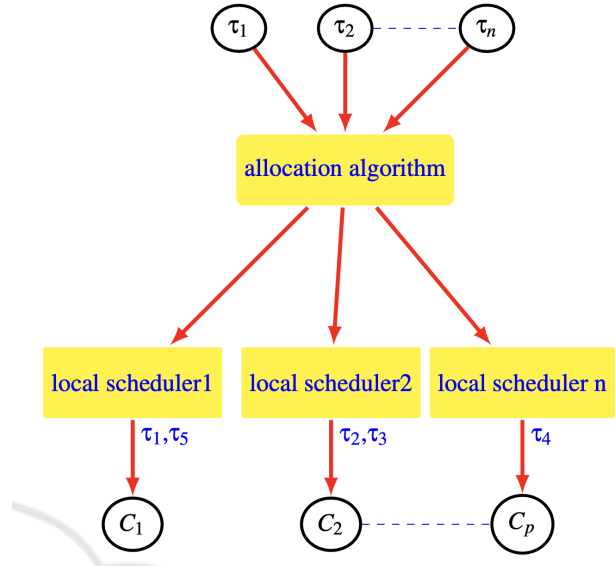 τ1 τ2 τn
allocation algorithm
local scheduler1 local scheduler2 local scheduler n
τ1,τ5 τ2,τ3 τ4
C1 C2 Cp